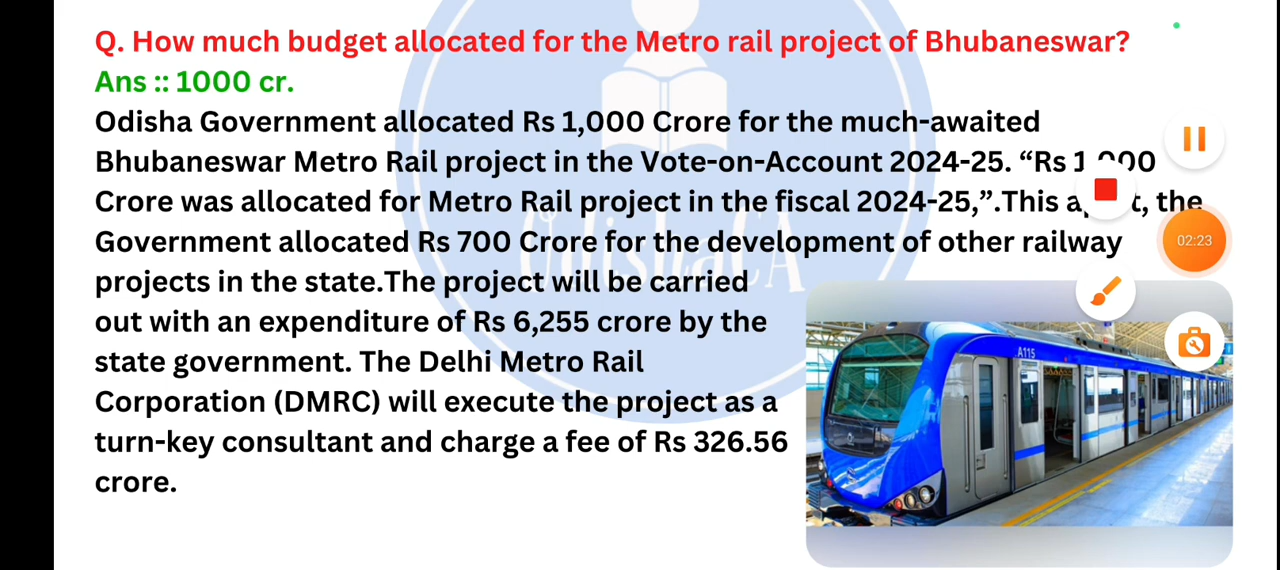 Q. How much budget allocated for the Metro rail project of Bhubaneswar?
Ans :: 1000 cr.
Odisha Government allocated Rs 1,000 Crore for the much-awaited
Bhubaneswar Metro Rail project in the Vote-on-Account 2024-25. “Rs 1 000
Crore was allocated for Metro Rail project in the fiscal 2024-25,”.This the
Government allocated Rs 700 Crore for the development of other railway
projects in the state.The project will be carried
out with an expenditure of Rs 6,255 crore by the
state government. The Delhi Metro Rail
Corporation (DMRC) will execute the project as a
turn-key consultant and charge a fee of Rs 326.56
crore.
02:23
OdishaCA
A115